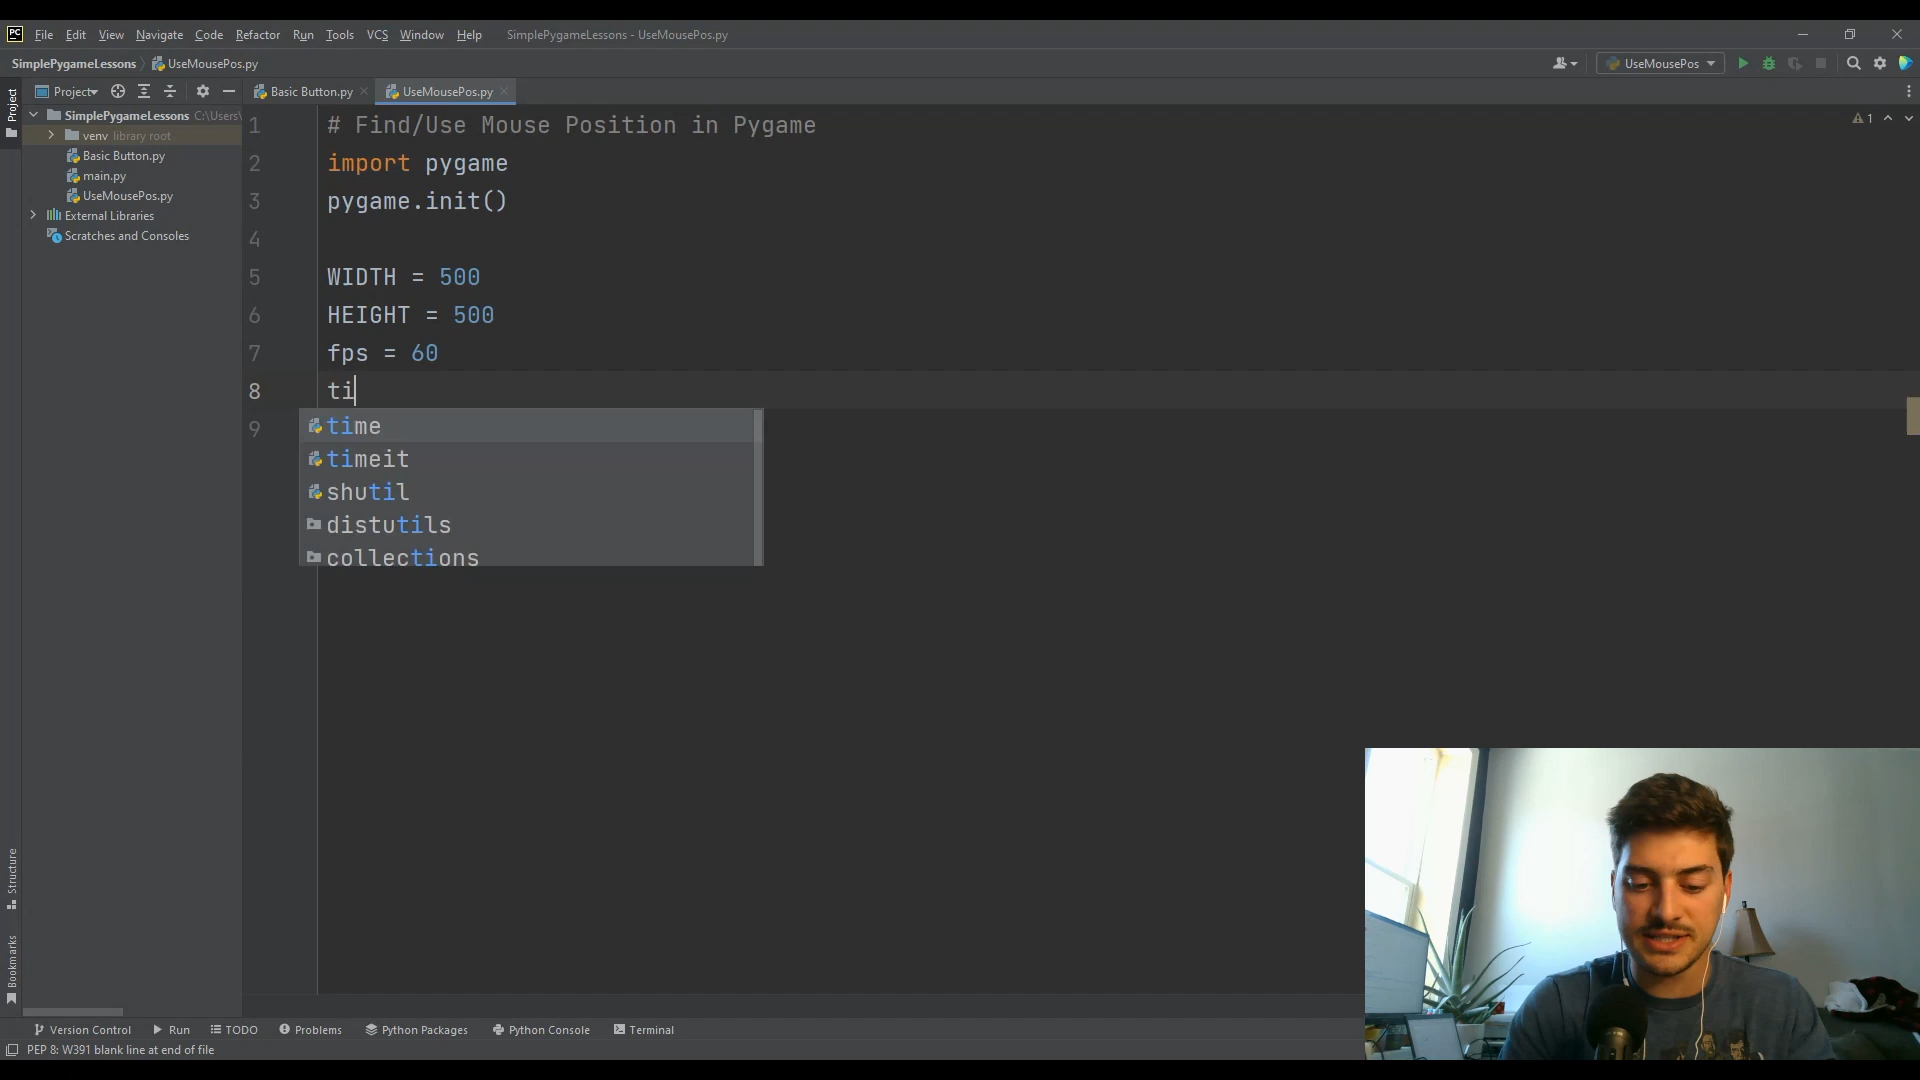 PC File Edit View Navigate Code Refactor Run Tools VCS Window Help SimplePygameLessons - UseMousePos.py
SimplePygameLessons UseMousePos.py UseMousePos
Project Project Basic Button.py UseMousePos.py
SimplePygameLessons C:\Users\
venv library root
Basic Button.py
main.py
UseMousePos.py
External Libraries
Scratches and Consoles
1 # Find/Use Mouse Position in Pygame
2 import pygame
3 pygame.init()
4
5 WIDTH = 500
6 HEIGHT = 500
7 fps = 60
8 ti
9
1
time
timeit
shutil
distutils
collections
Structure
Bookmarks
Version Control Run TODO Problems Python Packages Python Console Terminal
PEP 8: W391 blank line at end of file